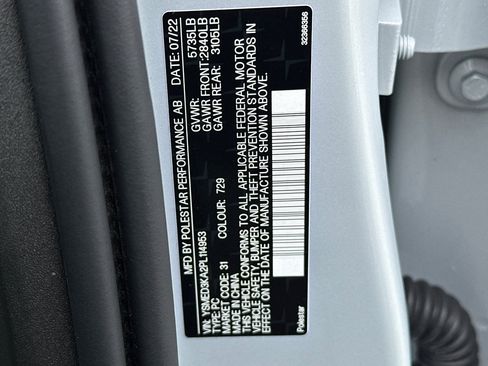 MFD BY POLESTAR PERFORMANCE AB DATE: 07/22
GVWR: 5735LB
GAWR FRONT: 2840LB
GAWR REAR: 3105LB
VIN: YSMED3KA2PL114953
TYPE: PC
MARKET CODE: 31 COLOUR: 729
MADE IN CHINA
THIS VEHICLE CONFORMS TO ALL APPLICABLE FEDERAL MOTOR
VEHICLE SAFETY, BUMPER AND THEFT PREVENTION STANDARDS IN
EFFECT ON THE DATE OF MANUFACTURE SHOWN ABOVE.
Polestar 32366356